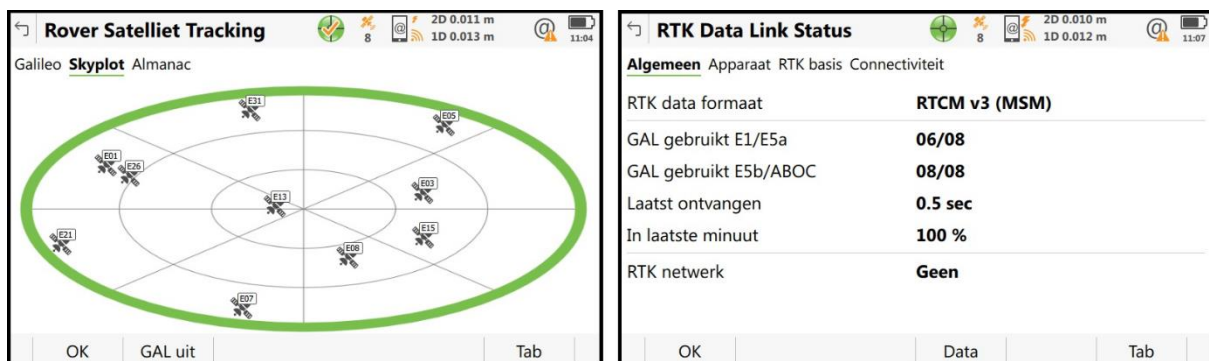 Rover Satelliet Tracking
8
@
2D 0.011 m
1D 0.013 m
@
11:04
Galileo Skyplot Almanac
E31
E05
E01
E26
E03
E13
E15
E21
E08
E07
OK GAL uit Tab
RTK Data Link Status
8
@
2D 0.010 m
1D 0.012 m
@
11:07
Algemeen Apparaat RTK basis Connectiviteit
RTK data formaat RTCM v3 (MSM)
GAL gebruikt E1/E5a 06/08
GAL gebruikt E5b/ABOC 08/08
Laatst ontvangen 0.5 sec
In laatste minuut 100 %
RTK netwerk Geen
OK Data Tab